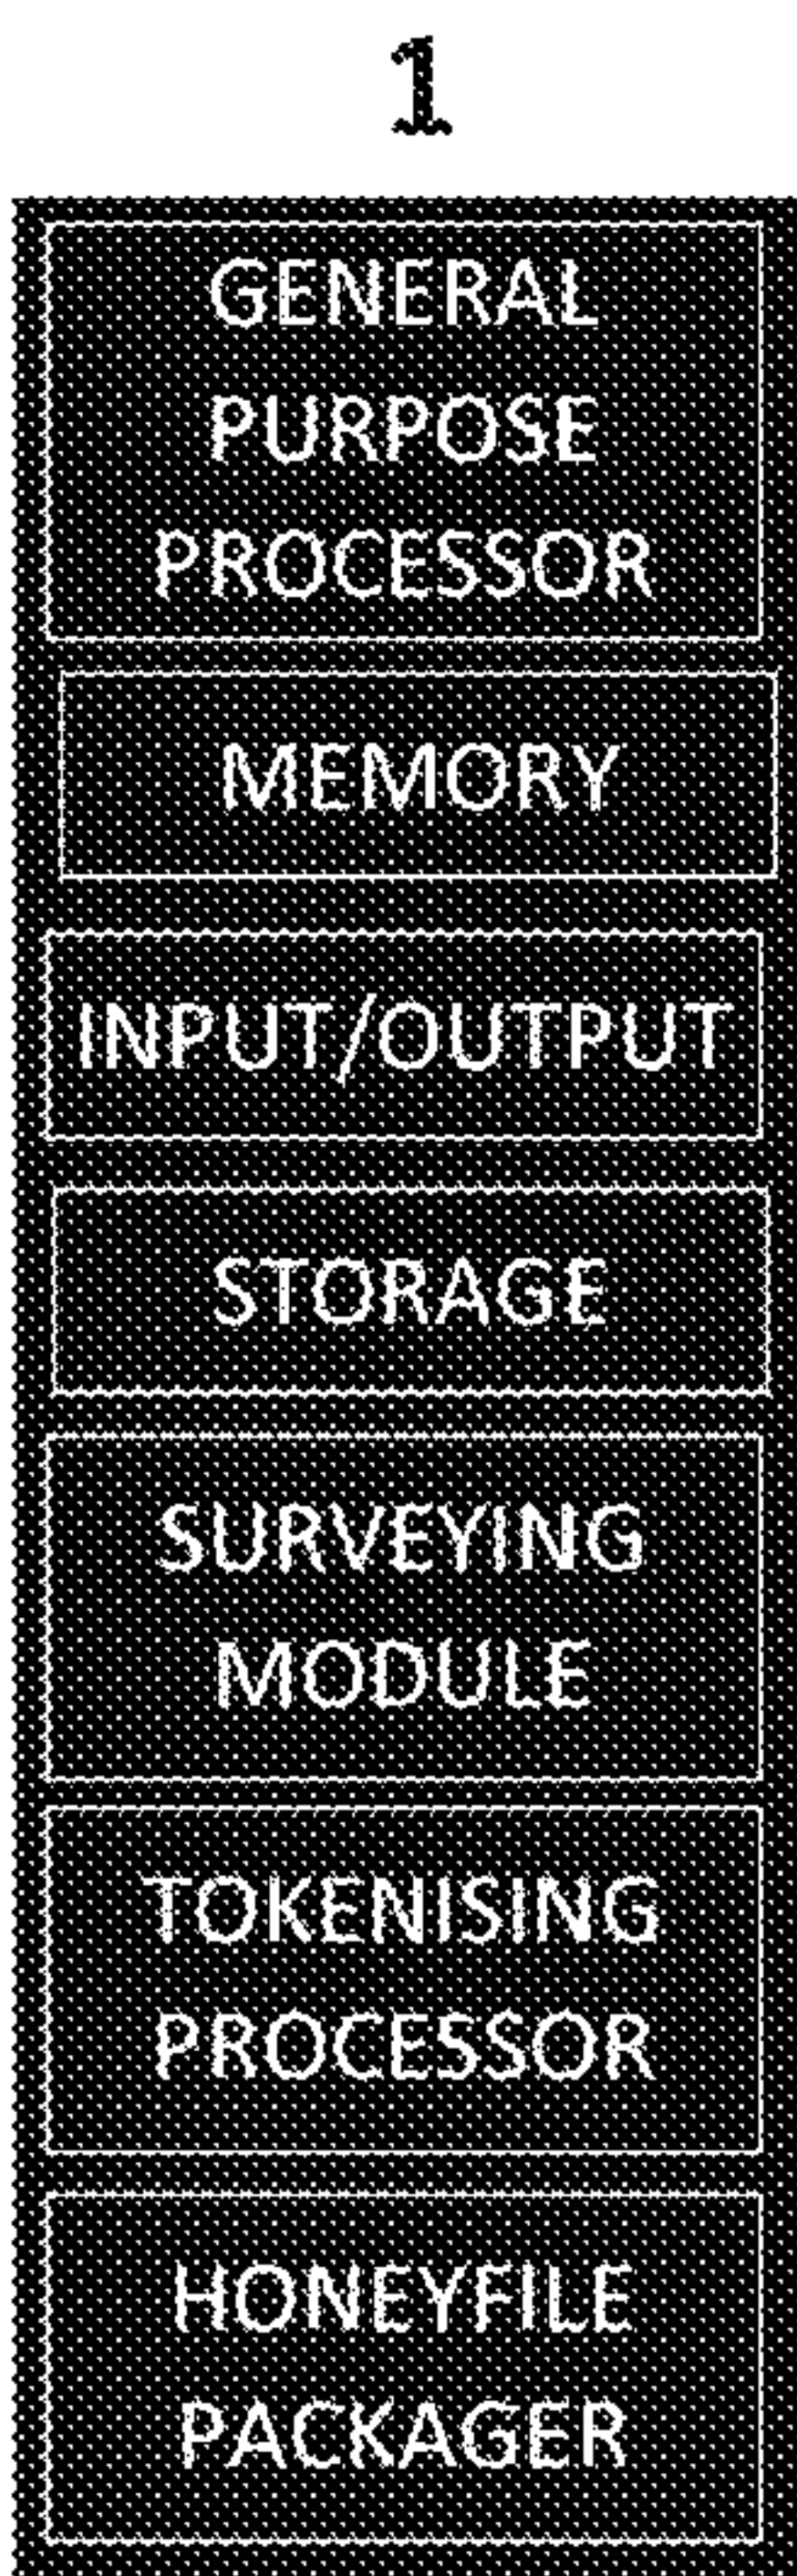 1
GENERAL
PURPOSE
PROCESSOR
MEMORY
INPUT/OUTPUT
STORAGE
SURVEYING
MODULE
TOKENISING
PROCESSOR
HONEYFILE
PACKAGER